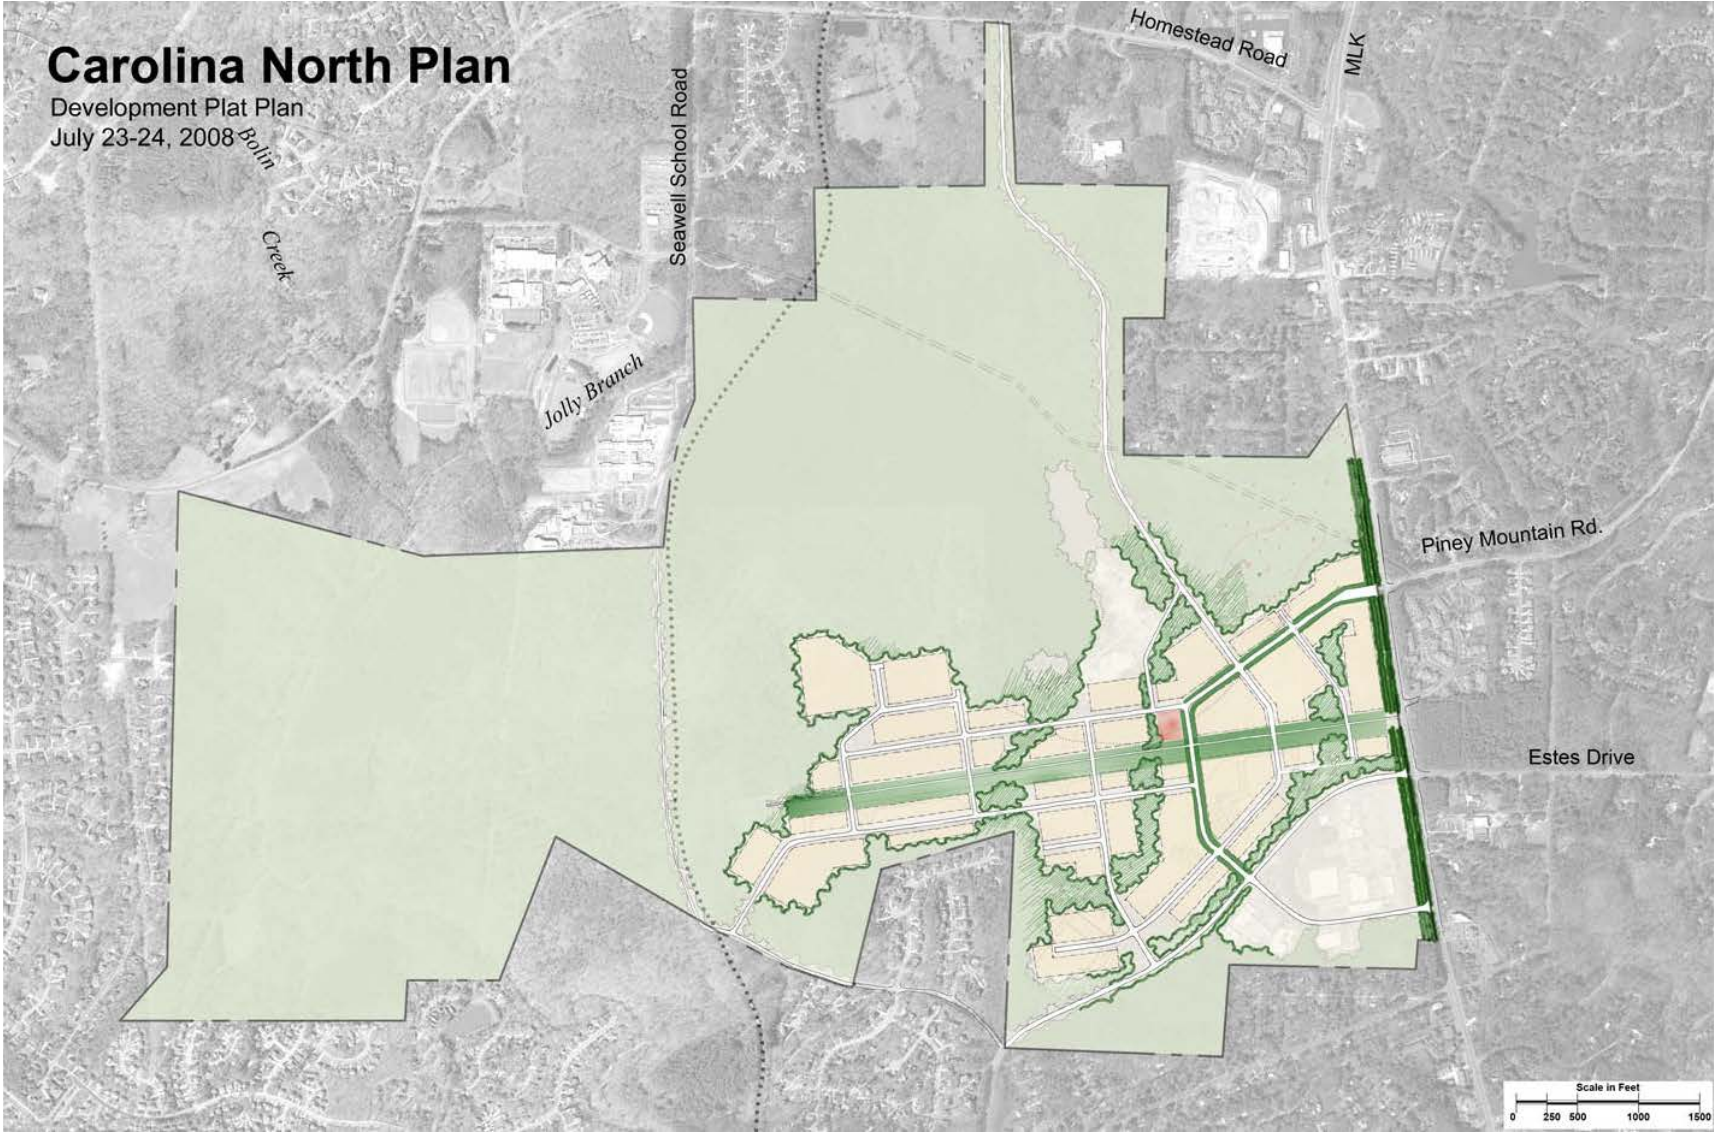 Carolina North Plan
Development Plat Plan
July 23-24, 2008
Bolin
Creek
Seawell School Road
Jolly Branch
Homestead Road
MLK
Piney Mountain Rd.
Estes Drive
Scale in Feet
0 250 500 1000 1500